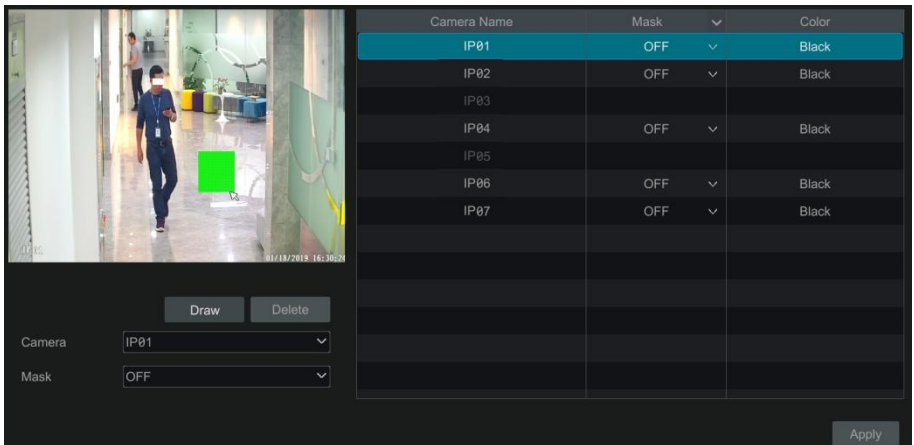 Camera Name Mask Color
IP01 OFF Black
IP02 OFF Black
IP03
IP04 OFF Black
IP05
IP06 OFF Black
IP07 OFF Black
01/18/2019 16:30:24
Draw Delete
Camera IP01
Mask OFF
Apply